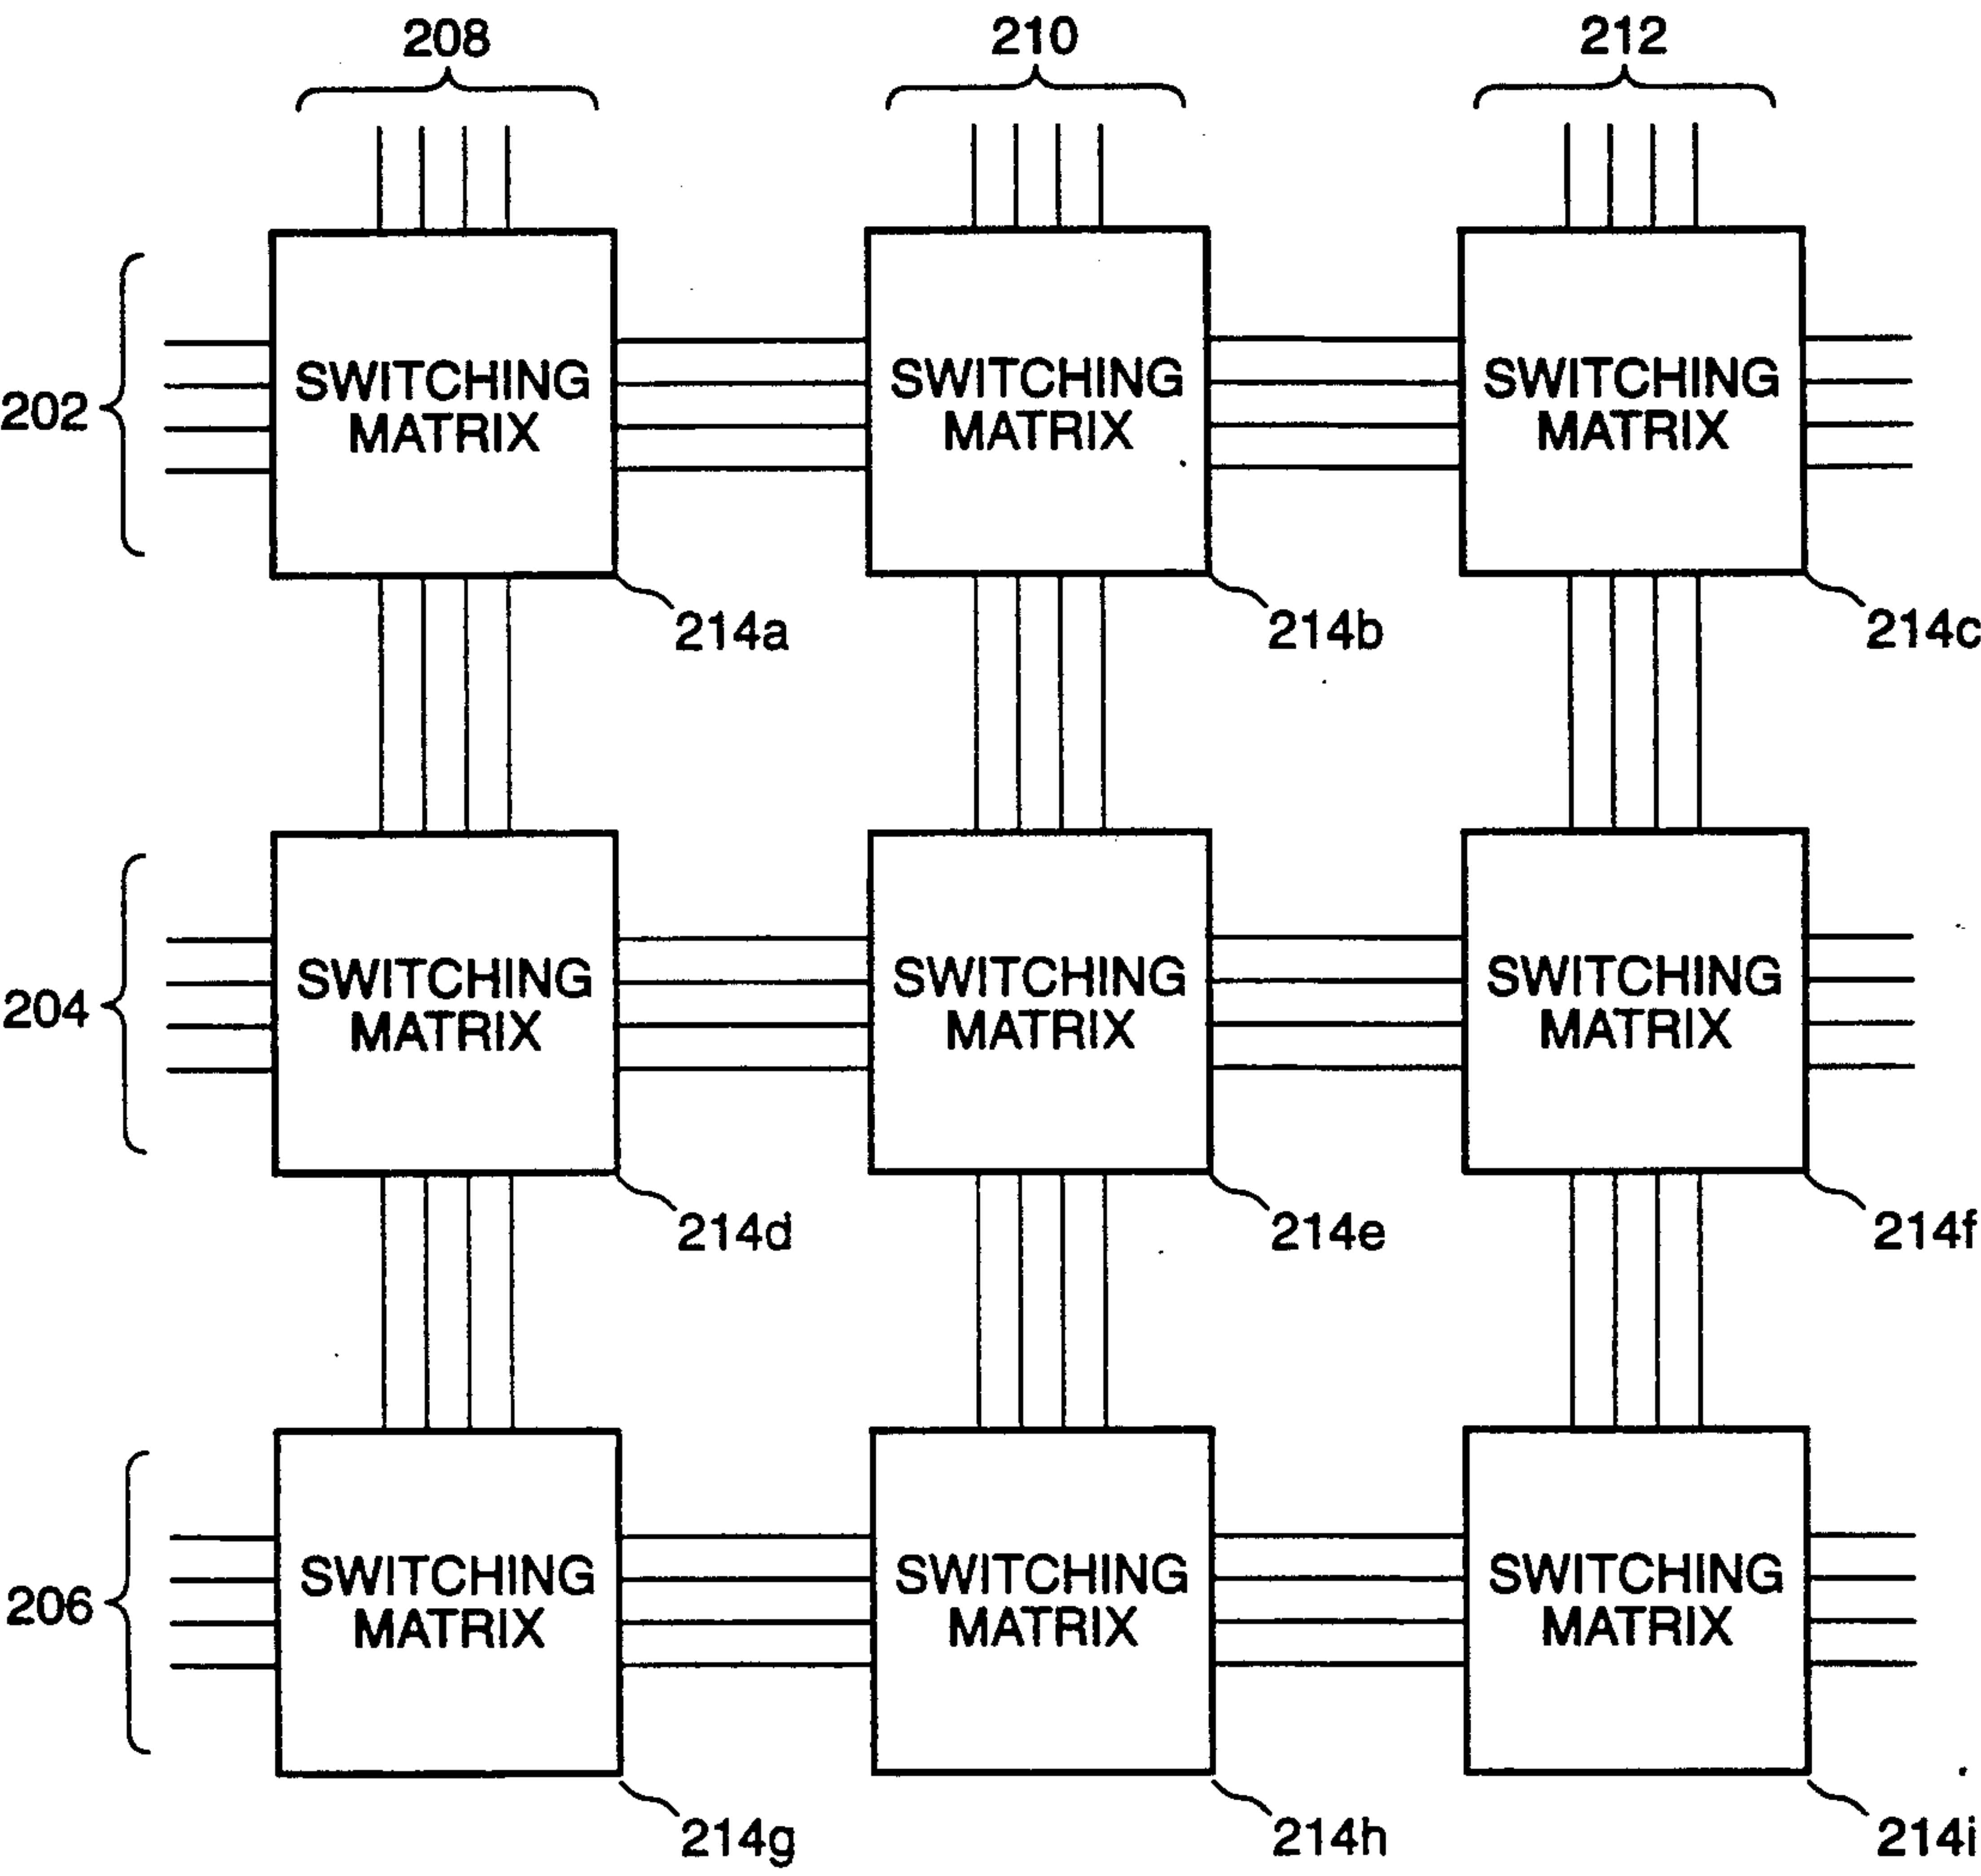 208 210 212
202
SWITCHING
MATRIX
SWITCHING
MATRIX
SWITCHING
MATRIX
214a 214b 214c
204
SWITCHING
MATRIX
SWITCHING
MATRIX
SWITCHING
MATRIX
214d 214e 214f
206
SWITCHING
MATRIX
SWITCHING
MATRIX
SWITCHING
MATRIX
214g 214h 214i